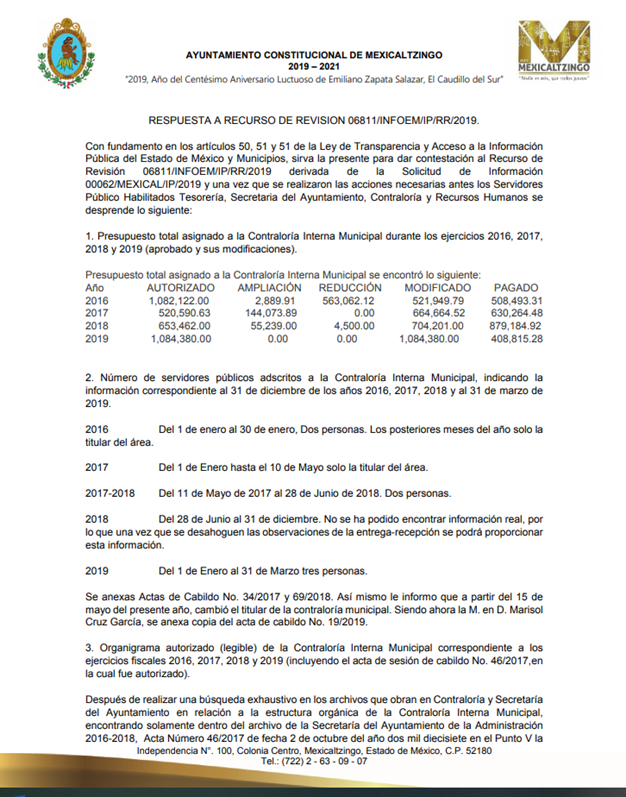 AYUNTAMIENTO CONSTITUCIONAL DE MEXICALTZINGO
2019 – 2021
"2019, Año del Centésimo Aniversario Luctuoso de Emiliano Zapata Salazar, El Caudillo del Sur"
MEXICALTZINGO
RESPUESTA A RECURSO DE REVISION 06811/INFOEM/IP/RR/2019.
Con fundamento en los artículos 50, 51 y 51 de la Ley de Transparencia y Acceso a la Información
Pública del Estado de México y Municipios, sirva la presente para dar contestación al Recurso de
Revisión 06811/INFOEM/IP/RR/2019 derivada de la Solicitud de Información
00062/MEXICAL/IP/2019 y una vez que se realizaron las acciones necesarias antes los Servidores
Público Habilitados Tesorería, Secretaria del Ayuntamiento, Contraloría y Recursos Humanos se
desprende lo siguiente:
1. Presupuesto total asignado a la Contraloría Interna Municipal durante los ejercicios 2016, 2017,
2018 y 2019 (aprobado y sus modificaciones).
Presupuesto total asignado a la Contraloría Interna Municipal se encontró lo siguiente:
Año AUTORIZADO AMPLIACIÓN REDUCCIÓN MODIFICADO PAGADO
2016 1,082,122.00 2,889.91 563,062.12 521,949.79 508,493.31
2017 520,590.63 144,073.89 0.00 664,664.52 630,264.48
2018 653,462.00 55,239.00 4,500.00 704,201.00 879,184.92
2019 1,084,380.00 0.00 0.00 1,084,380.00 408,815.28
2. Número de servidores públicos adscritos a la Contraloría Interna Municipal, indicando la
información correspondiente al 31 de diciembre de los años 2016, 2017, 2018 y al 31 de marzo de
2019.
2016 Del 1 de enero al 30 de enero, Dos personas. Los posteriores meses del año solo la
titular del área.
2017 Del 1 de Enero hasta el 10 de Mayo solo la titular del área.
2017-2018 Del 11 de Mayo de 2017 al 28 de Junio de 2018. Dos personas.
2018 Del 28 de Junio al 31 de diciembre. No se ha podido encontrar información real, por
lo que una vez que se desahoguen las observaciones de la entrega-recepción se podrá proporcionar
esta información.
2019 Del 1 de Enero al 31 de Marzo tres personas.
Se anexas Actas de Cabildo No. 34/2017 y 69/2018. Así mismo le informo que a partir del 15 de
mayo del presente año, cambió el titular de la contraloría municipal. Siendo ahora la M. en D. Marisol
Cruz García, se anexa copia del acta de cabildo No. 19/2019.
3. Organigrama autorizado (legible) de la Contraloría Interna Municipal correspondiente a los
ejercicios fiscales 2016, 2017, 2018 y 2019 (incluyendo el acta de sesión de cabildo No. 46/2017,en
la cual fue autorizado).
Después de realizar una búsqueda exhaustivo en los archivos que obran en Contraloría y Secretaría
del Ayuntamiento en relación a la estructura orgánica de la Contraloría Interna Municipal,
encontrando solamente dentro del archivo de la Secretaría del Ayuntamiento de la Administración
2016-2018, Acta Número 46/2017 de fecha 2 de octubre del año dos mil diecisiete en el Punto V la
Independencia N°. 100, Colonia Centro, Mexicaltzingo, Estado de México, C.P. 52180
Tel.: (722) 2 - 63 - 09 - 07